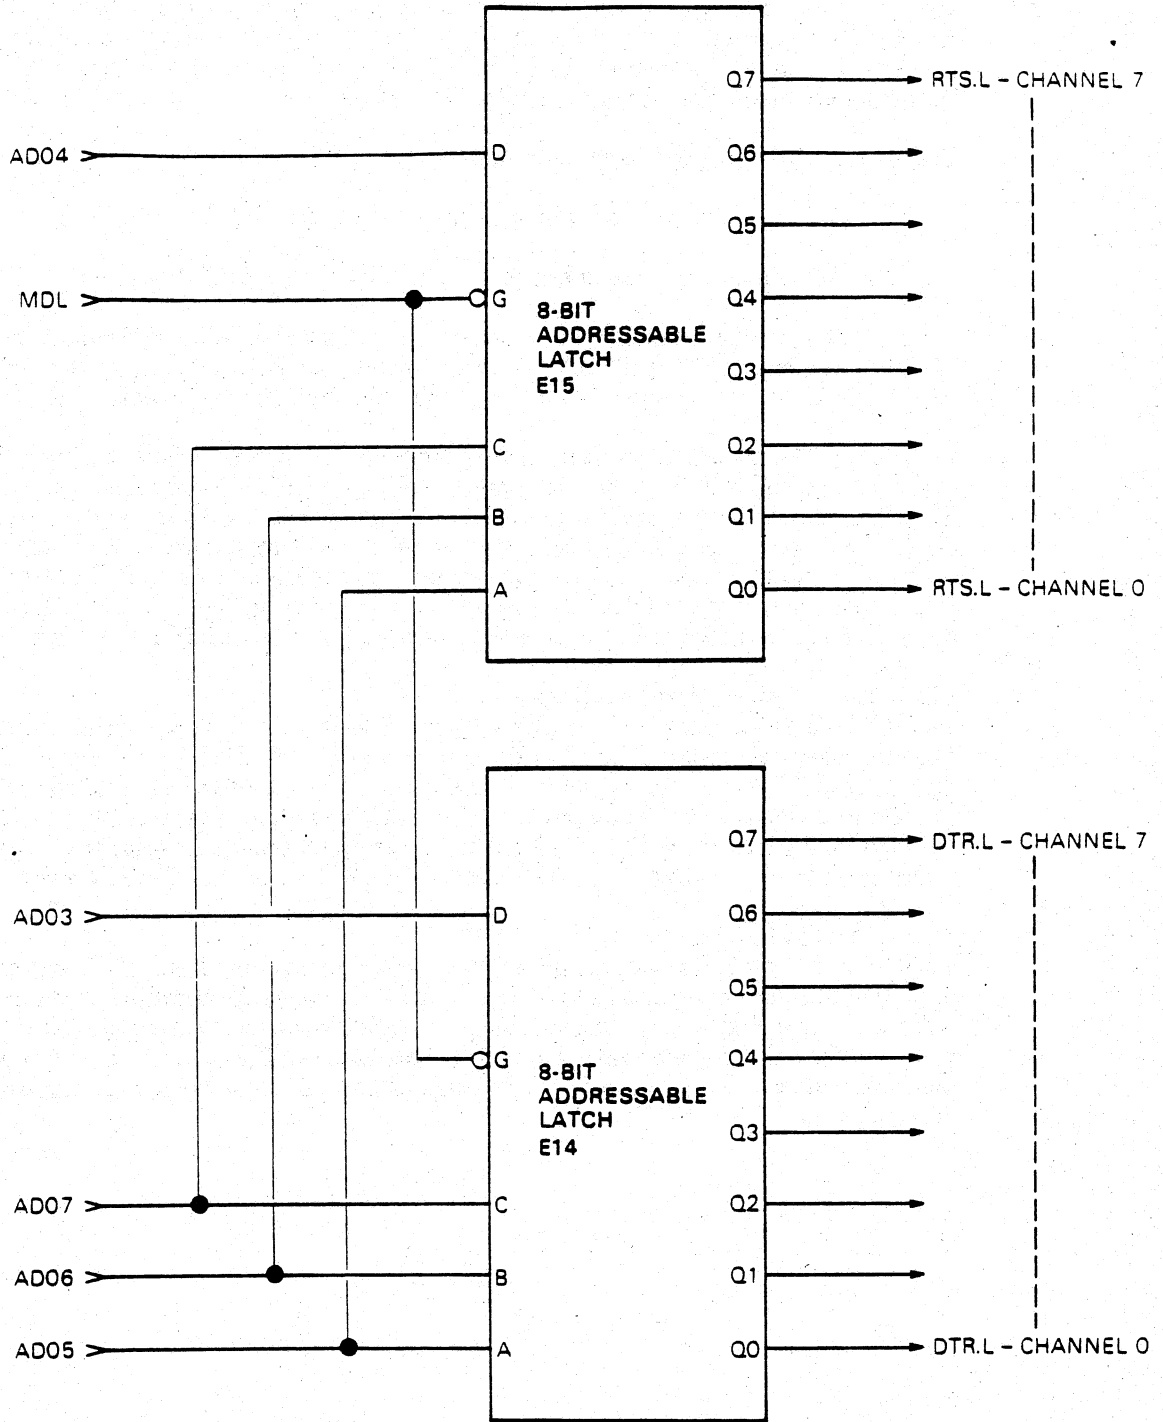 Q7
RTS.L – CHANNEL 7
AD04
D
Q6
Q5
MDL
G
Q4
8-BIT
ADDRESSABLE
LATCH
E15
Q3
C
Q2
B
Q1
A
Q0
RTS.L – CHANNEL 0
Q7
DTR.L – CHANNEL 7
AD03
D
Q6
Q5
G
Q4
8-BIT
ADDRESSABLE
LATCH
E14
Q3
AD07
C
Q2
AD06
B
Q1
AD05
A
Q0
DTR.L – CHANNEL 0